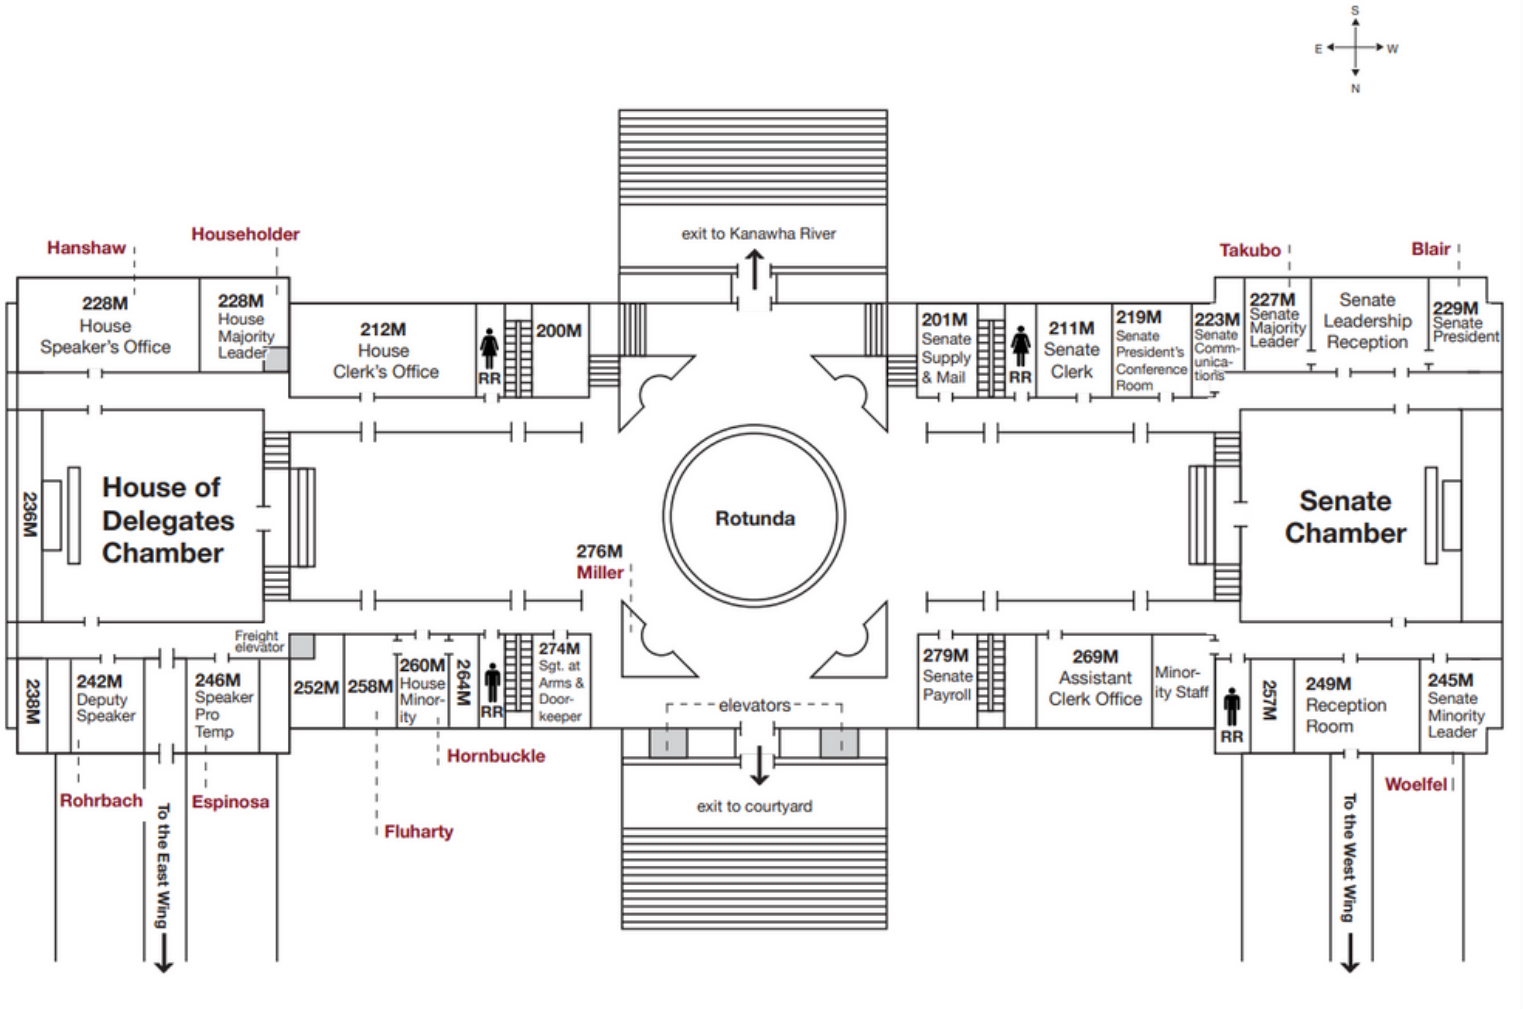 S
E
W
N
Hanshaw
Householder
228M
House
Speaker's Office
228M
House
Majority
Leader
212M
House
Clerk's Office
RR
200M
exit to Kanawha River
201M
Senate
Supply
& Mail
RR
211M
Senate
Clerk
219M
Senate
President's
Conference
Room
223M
Senate
Comm-
unica-
tions
Takubo
Blair
227M
Senate
Majority
Leader
Senate
Leadership
Reception
229M
Senate
President
236M
House of
Delegates
Chamber
Rotunda
Senate
Chamber
276M
Miller
Freight
elevator
238M
242M
Deputy
Speaker
246M
Speaker
Pro
Temp
252M
258M
260M
House
Minor-
ity
264M
RR
274M
Sgt. at
Arms &
Door-
keeper
elevators
279M
Senate
Payroll
269M
Assistant
Clerk Office
Minor-
ity Staff
RR
257M
249M
Reception
Room
245M
Senate
Minority
Leader
Rohrbach
Espinosa
Hornbuckle
Fluharty
exit to courtyard
Woelfel
To the East Wing
To the West Wing